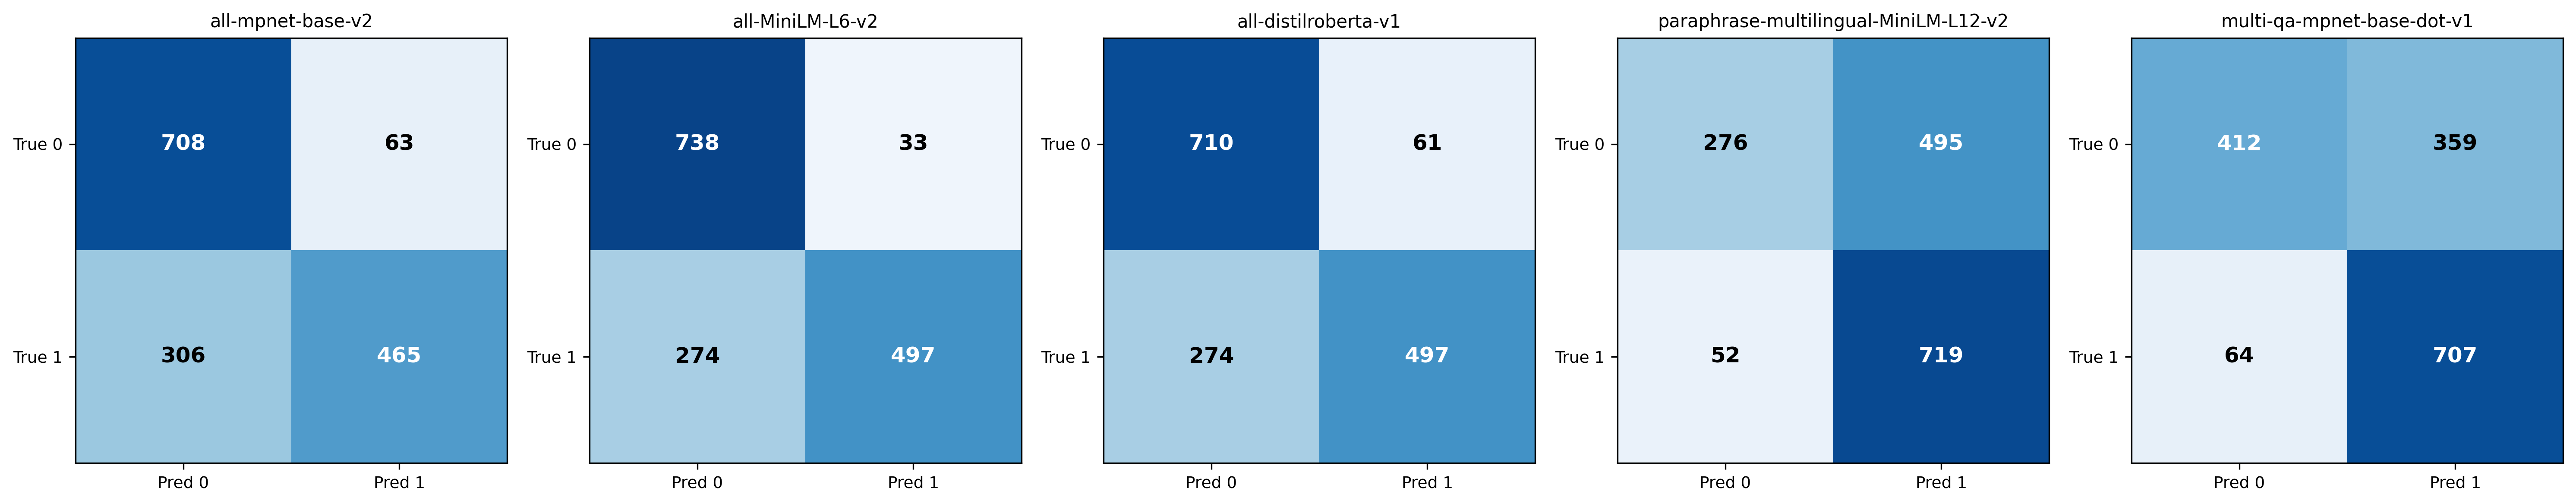 all-mpnet-base-v2
True 0
708
63
True 1
306
465
Pred 0
Pred 1
all-MiniLM-L6-v2
True 0
738
33
True 1
274
497
Pred 0
Pred 1
all-distilroberta-v1
True 0
710
61
True 1
274
497
Pred 0
Pred 1
paraphrase-multilingual-MiniLM-L12-v2
True 0
276
495
True 1
52
719
Pred 0
Pred 1
multi-qa-mpnet-base-dot-v1
True 0
412
359
True 1
64
707
Pred 0
Pred 1